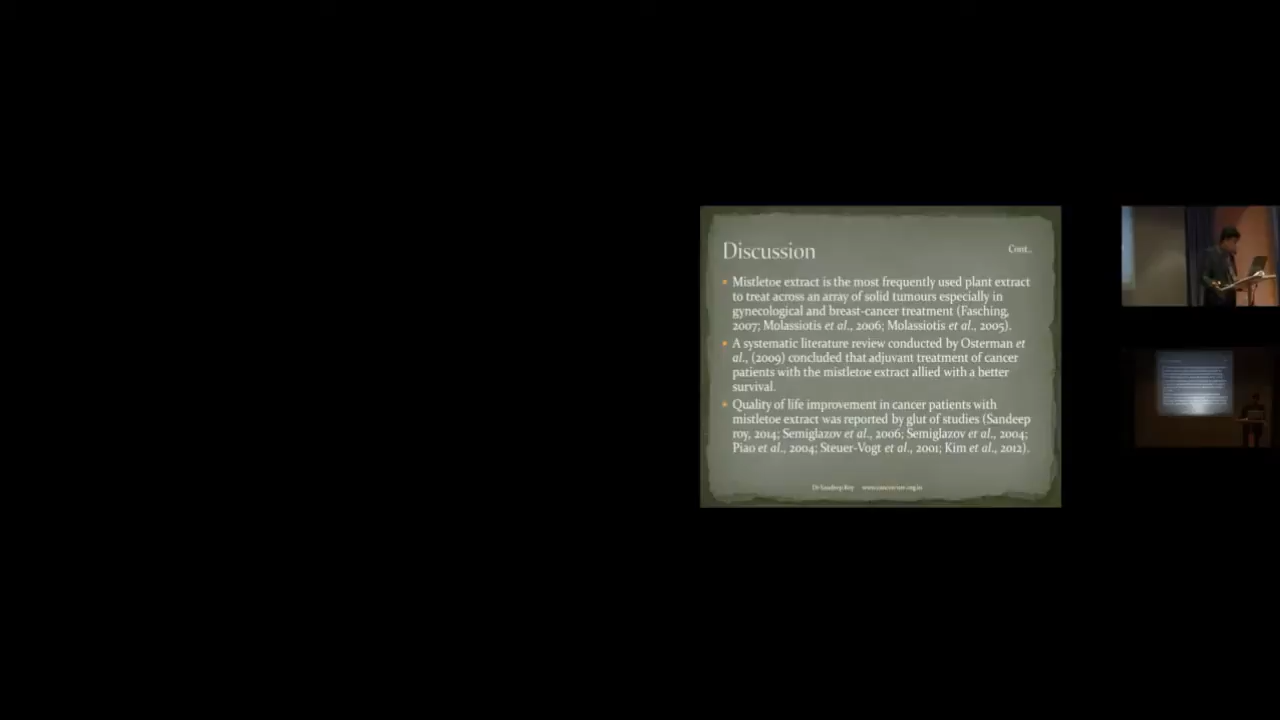 Discussion
Cont..
Mistletoe extract is the most frequently used plant extract
to treat across an array of solid tumours especially in
gynecological and breast-cancer treatment (Fasching,
2007; Molassiotis et al., 2006; Molassiotis et al., 2005).
A systematic literature review conducted by Osterman et
al., (2009) concluded that adjuvant treatment of cancer
patients with the mistletoe extract allied with a better
survival.
Quality of life improvement in cancer patients with
mistletoe extract was reported by glut of studies (Sandeep
roy, 2014; Semiglazov et al., 2006; Semiglazov et al., 2004;
Piao et al., 2004; Steuer-Vogt et al., 2001; Kim et al., 2012).
Dr Sandeep Roy